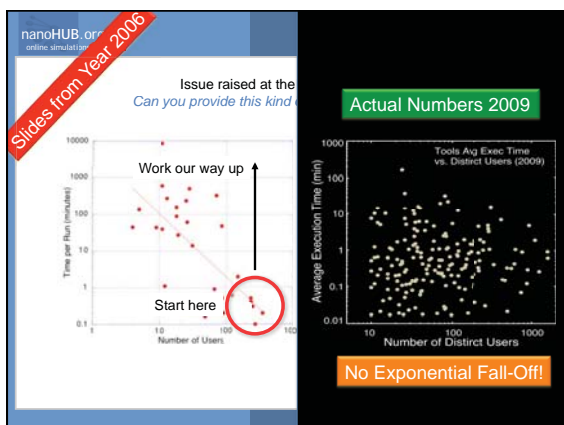 nanoHUB.org
online simulation
Slides from Year 2006
Issue raised at the
Can you provide this kind
Work our way up
Start here
10000
1000
100
10
1
0.1
Time per Run (minutes)
1
10
100
Number of Users
Actual Numbers 2009
Tools Avg Exec Time
vs. Distinct Users (2009)
1000
100
10
1
0.1
0.01
Average Execution Time (min)
10
100
1000
Number of Distinct Users
No Exponential Fall-Off!